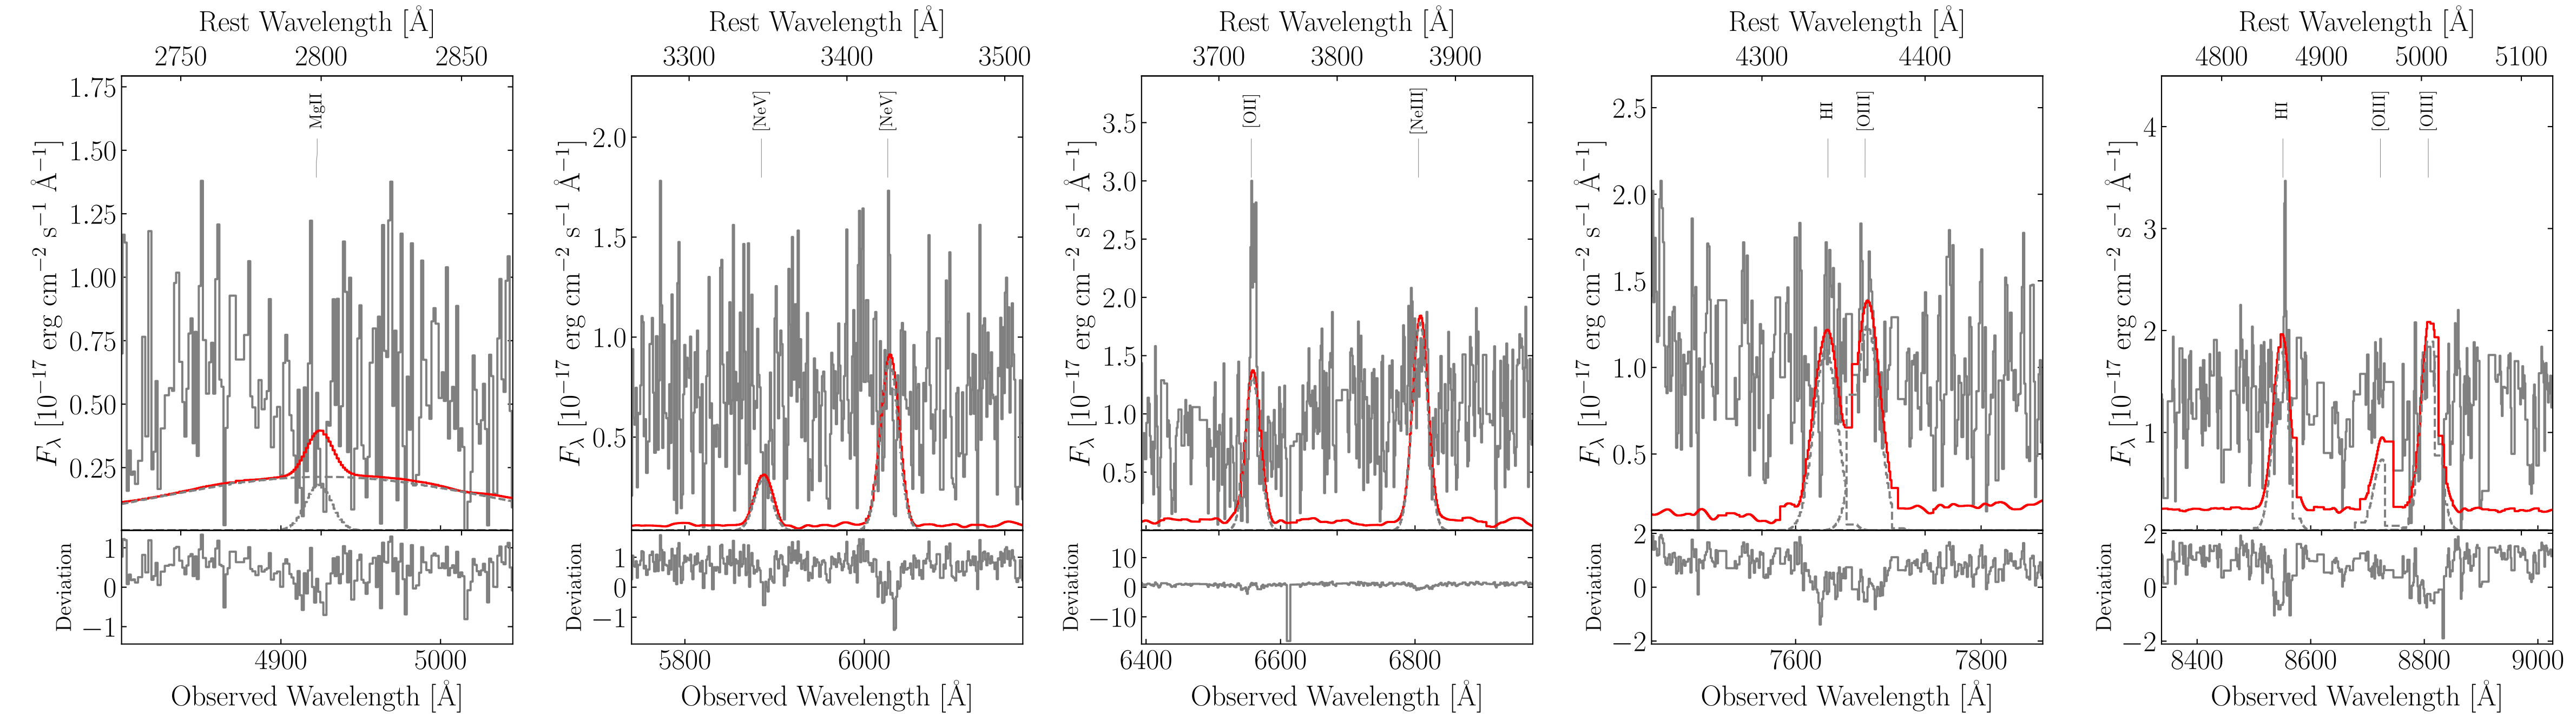 Rest Wavelength [Å]
2750 2800 2850
MgII
1.75
1.50
1.25
1.00
0.75
0.50
0.25
F_λ [10⁻¹⁷ erg cm⁻² s⁻¹ Å⁻¹]
1
0
−1
Deviation
4900 5000
Observed Wavelength [Å]
Rest Wavelength [Å]
3300 3400 3500
[NeV] [NeV]
2.0
1.5
1.0
0.5
F_λ [10⁻¹⁷ erg cm⁻² s⁻¹ Å⁻¹]
1
0
−1
Deviation
5800 6000
Observed Wavelength [Å]
Rest Wavelength [Å]
3700 3800 3900
[OII] [NeIII]
3.5
3.0
2.5
2.0
1.5
1.0
0.5
F_λ [10⁻¹⁷ erg cm⁻² s⁻¹ Å⁻¹]
10
0
−10
Deviation
6400 6600 6800
Observed Wavelength [Å]
Rest Wavelength [Å]
4300 4400
HI [OIII]
2.5
2.0
1.5
1.0
0.5
F_λ [10⁻¹⁷ erg cm⁻² s⁻¹ Å⁻¹]
2
0
−2
Deviation
7600 7800
Observed Wavelength [Å]
Rest Wavelength [Å]
4800 4900 5000 5100
HI [OIII] [OIII]
4
3
2
1
F_λ [10⁻¹⁷ erg cm⁻² s⁻¹ Å⁻¹]
2
0
−2
Deviation
8400 8600 8800 9000
Observed Wavelength [Å]